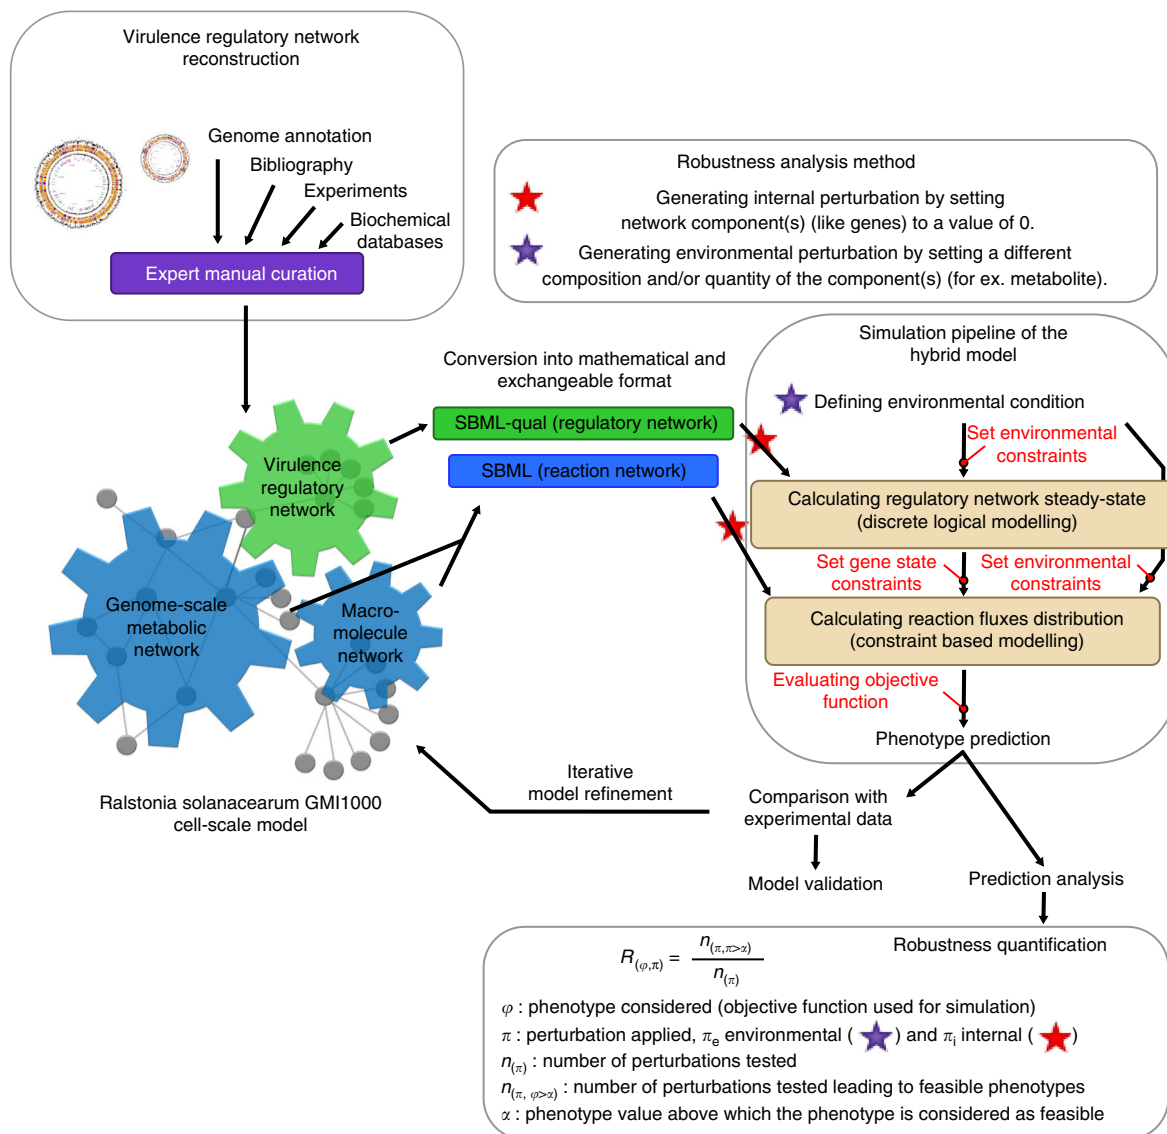 Virulence regulatory network
reconstruction
Genome annotation
Bibliography
Experiments
Biochemical
databases
Expert manual curation
Robustness analysis method
Generating internal perturbation by setting
network component(s) (like genes) to a value of 0.
Generating environmental perturbation by setting a different
composition and/or quantity of the component(s) (for ex. metabolite).
Conversion into mathematical and
exchangeable format
SBML-qual (regulatory network)
SBML (reaction network)
Virulence
regulatory
network
Genome-scale
metabolic
network
Macro-
molecule
network
Ralstonia solanacearum GMI1000
cell-scale model
Simulation pipeline of the
hybrid model
Defining environmental condition
Set environmental
constraints
Calculating regulatory network steady-state
(discrete logical modelling)
Set gene state
constraints
Set environmental
constraints
Calculating reaction fluxes distribution
(constraint based modelling)
Evaluating objective
function
Phenotype prediction
Iterative
model refinement
Comparison with
experimental data
Model validation
Prediction analysis
Robustness quantification
R(φ,π) = n(π,π>α) / n(π)
φ : phenotype considered (objective function used for simulation)
π : perturbation applied, πe environmental ( ) and πi internal ( )
n(π) : number of perturbations tested
n(π, φ>α) : number of perturbations tested leading to feasible phenotypes
α : phenotype value above which the phenotype is considered as feasible